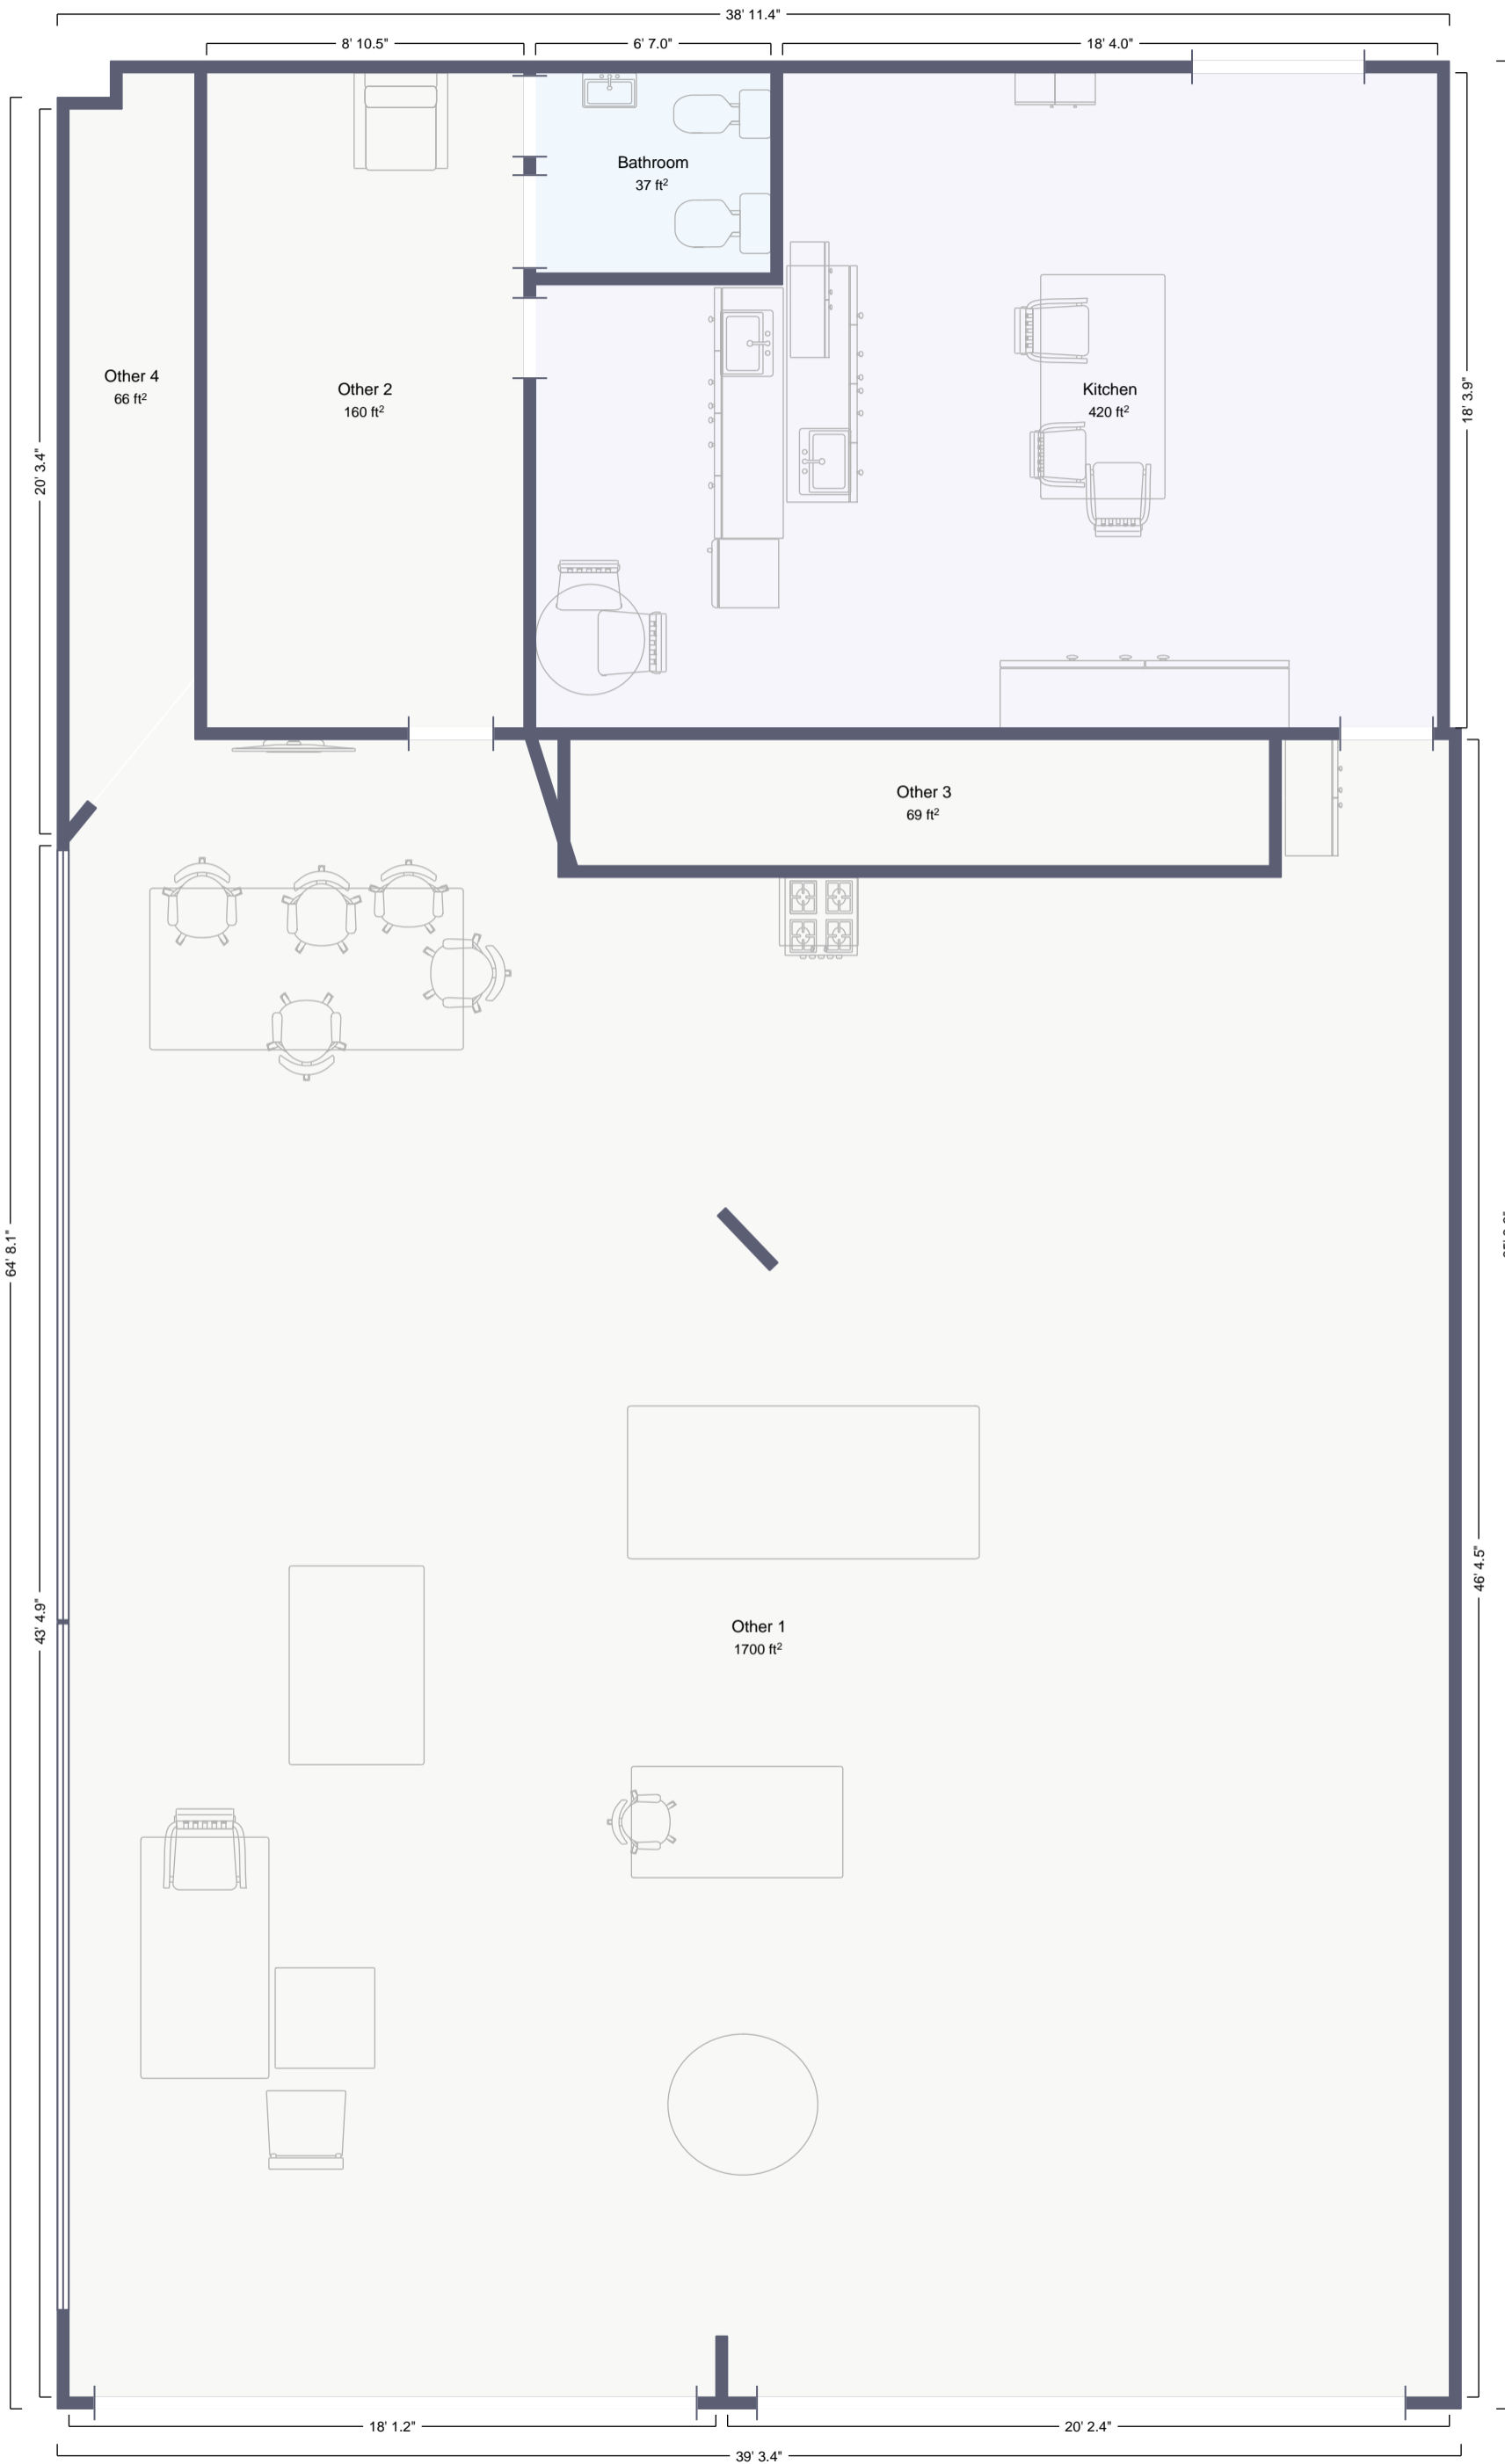 38' 11.4"
8' 10.5"
6' 7.0"
18' 4.0"
Bathroom
37 ft²
Other 4
66 ft²
Other 2
160 ft²
Kitchen
420 ft²
18' 3.9"
20' 3.4"
Other 3
69 ft²
64' 8.1"
43' 4.9"
46' 4.5"
Other 1
1700 ft²
18' 1.2"
20' 2.4"
39' 3.4"